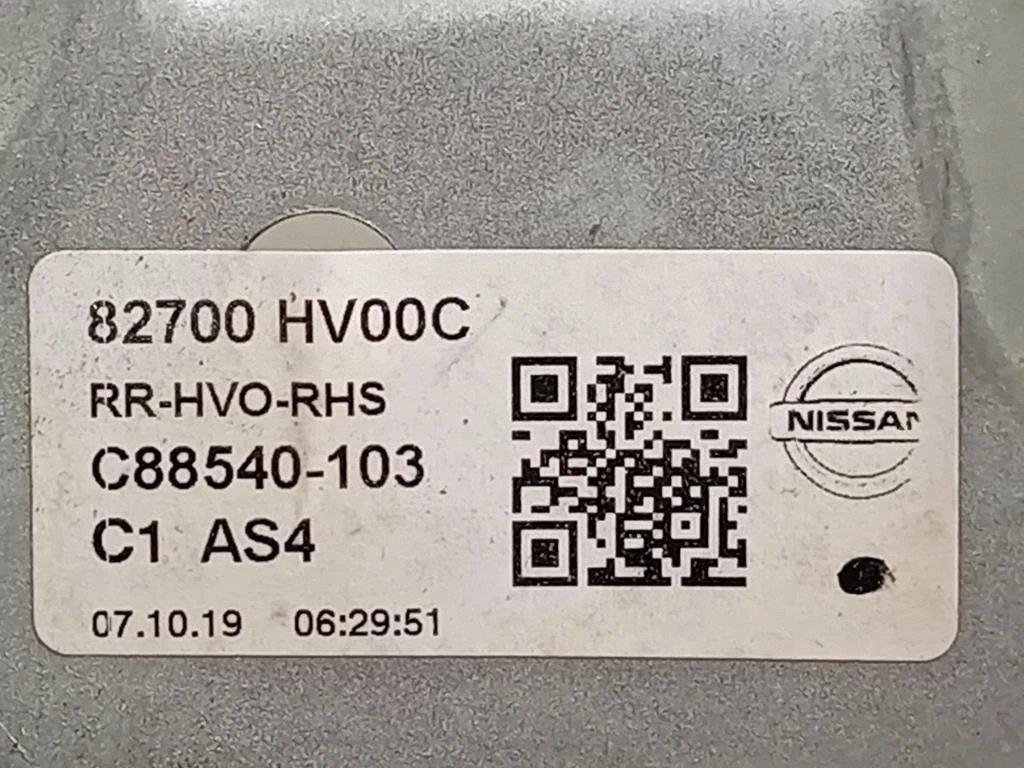 82700 HV00C
RR-HVO-RHS
C88540-103
C1 AS4
07.10.19 06:29:51
NISSAN